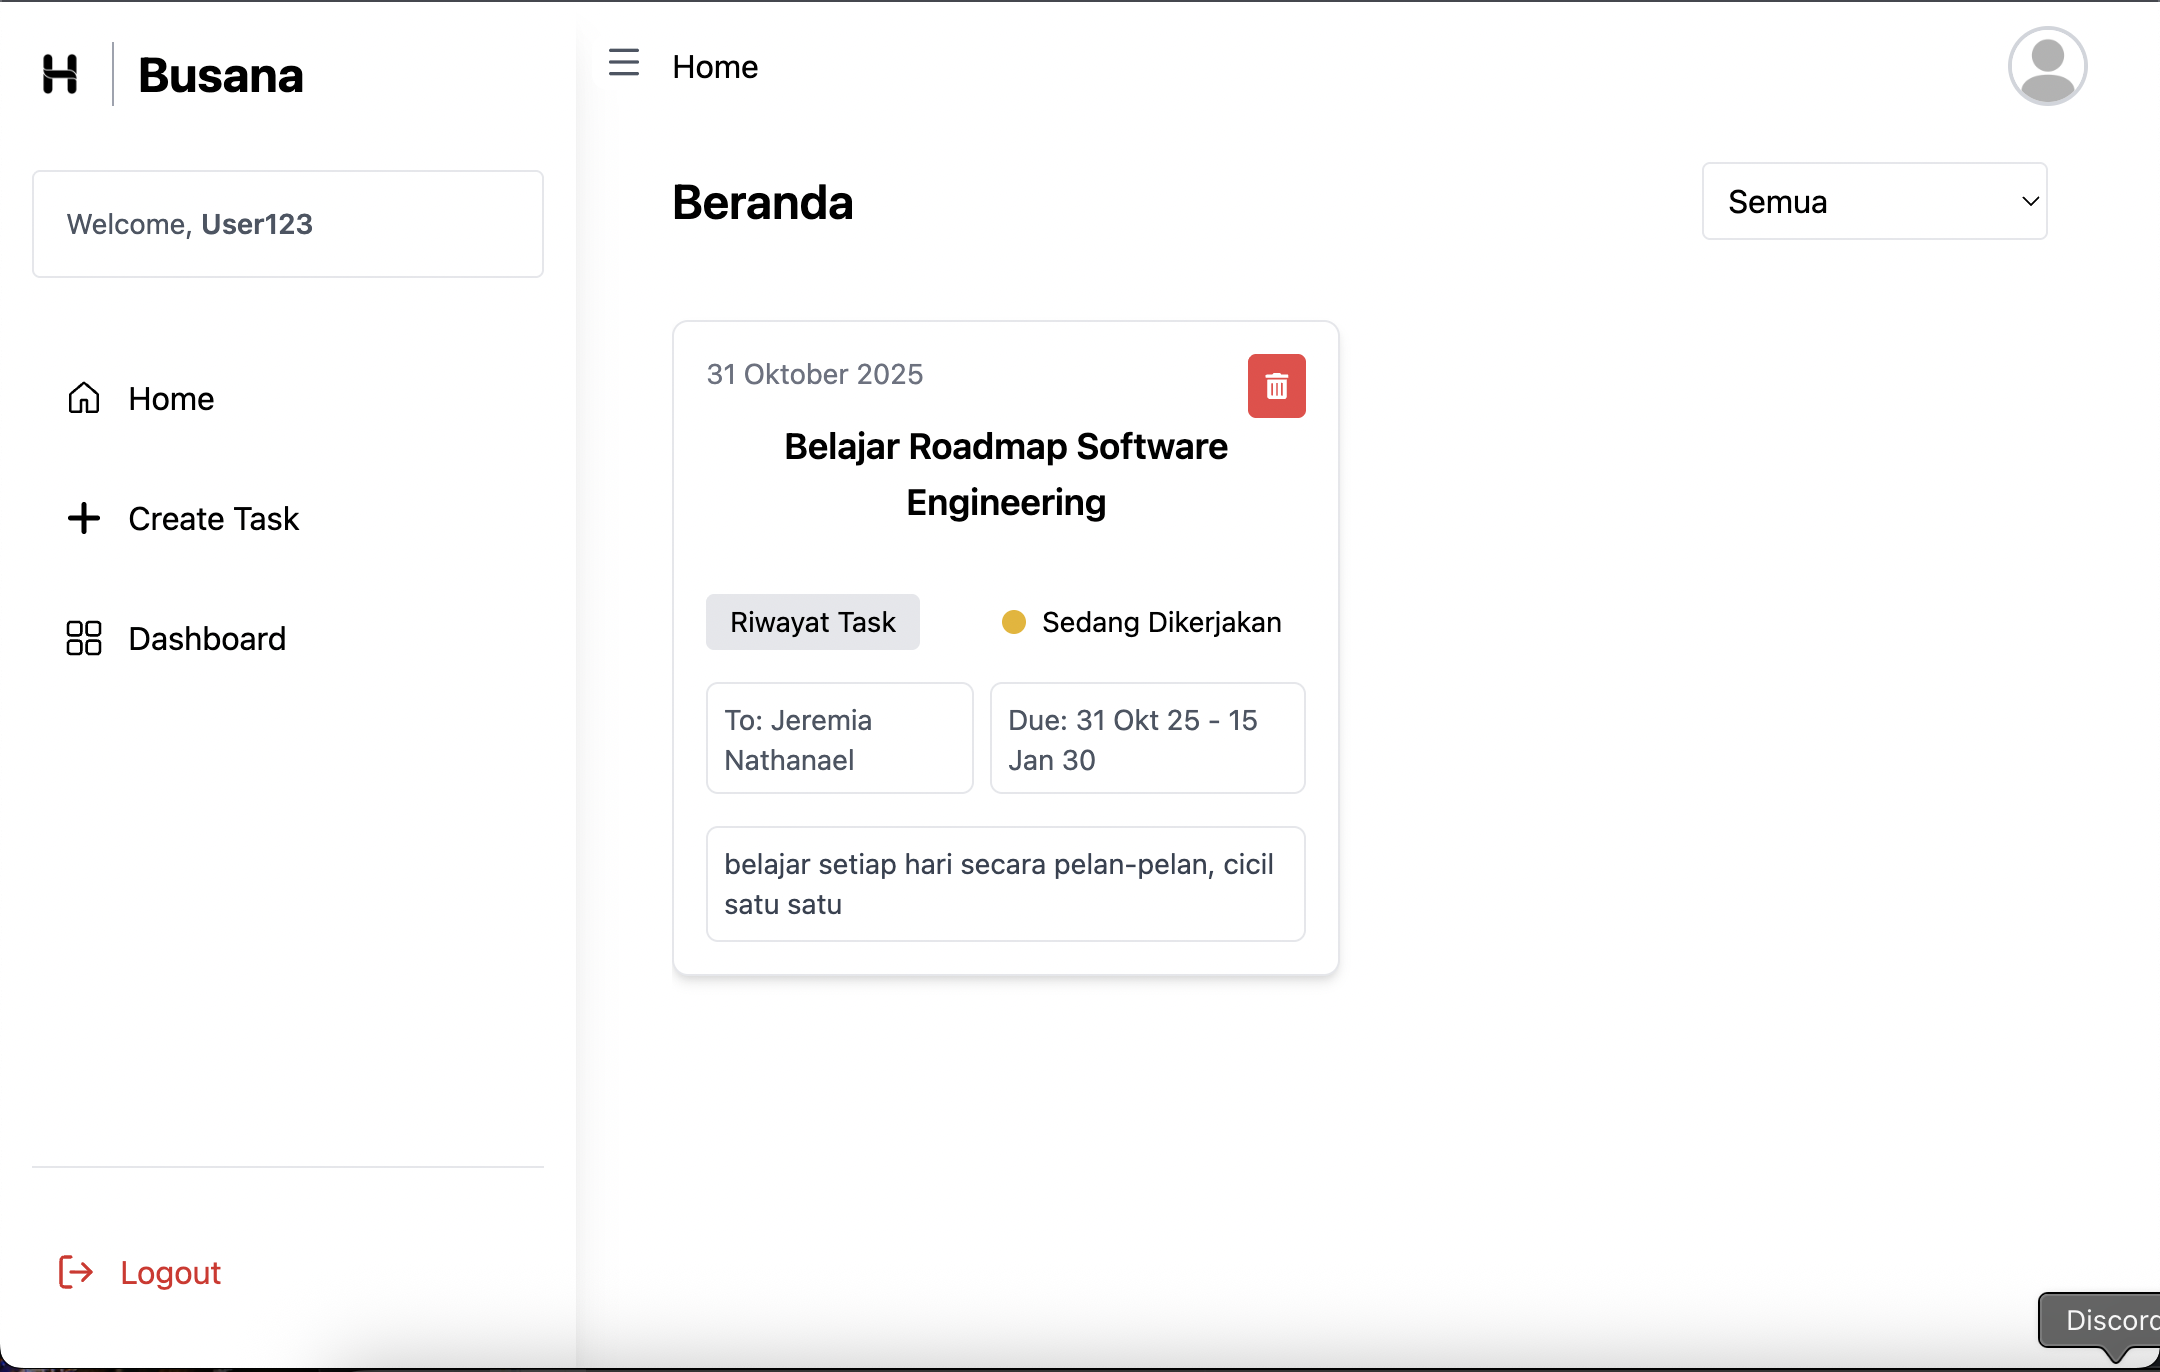 Busana
Home
Welcome, User123
Beranda
Semua
Home
Create Task
Dashboard
31 Oktober 2025
Belajar Roadmap Software
Engineering
Riwayat Task
Sedang Dikerjakan
To: Jeremia
Nathanael
Due: 31 Okt 25 - 15
Jan 30
belajar setiap hari secara pelan-pelan, cicil
satu satu
Logout
Discord